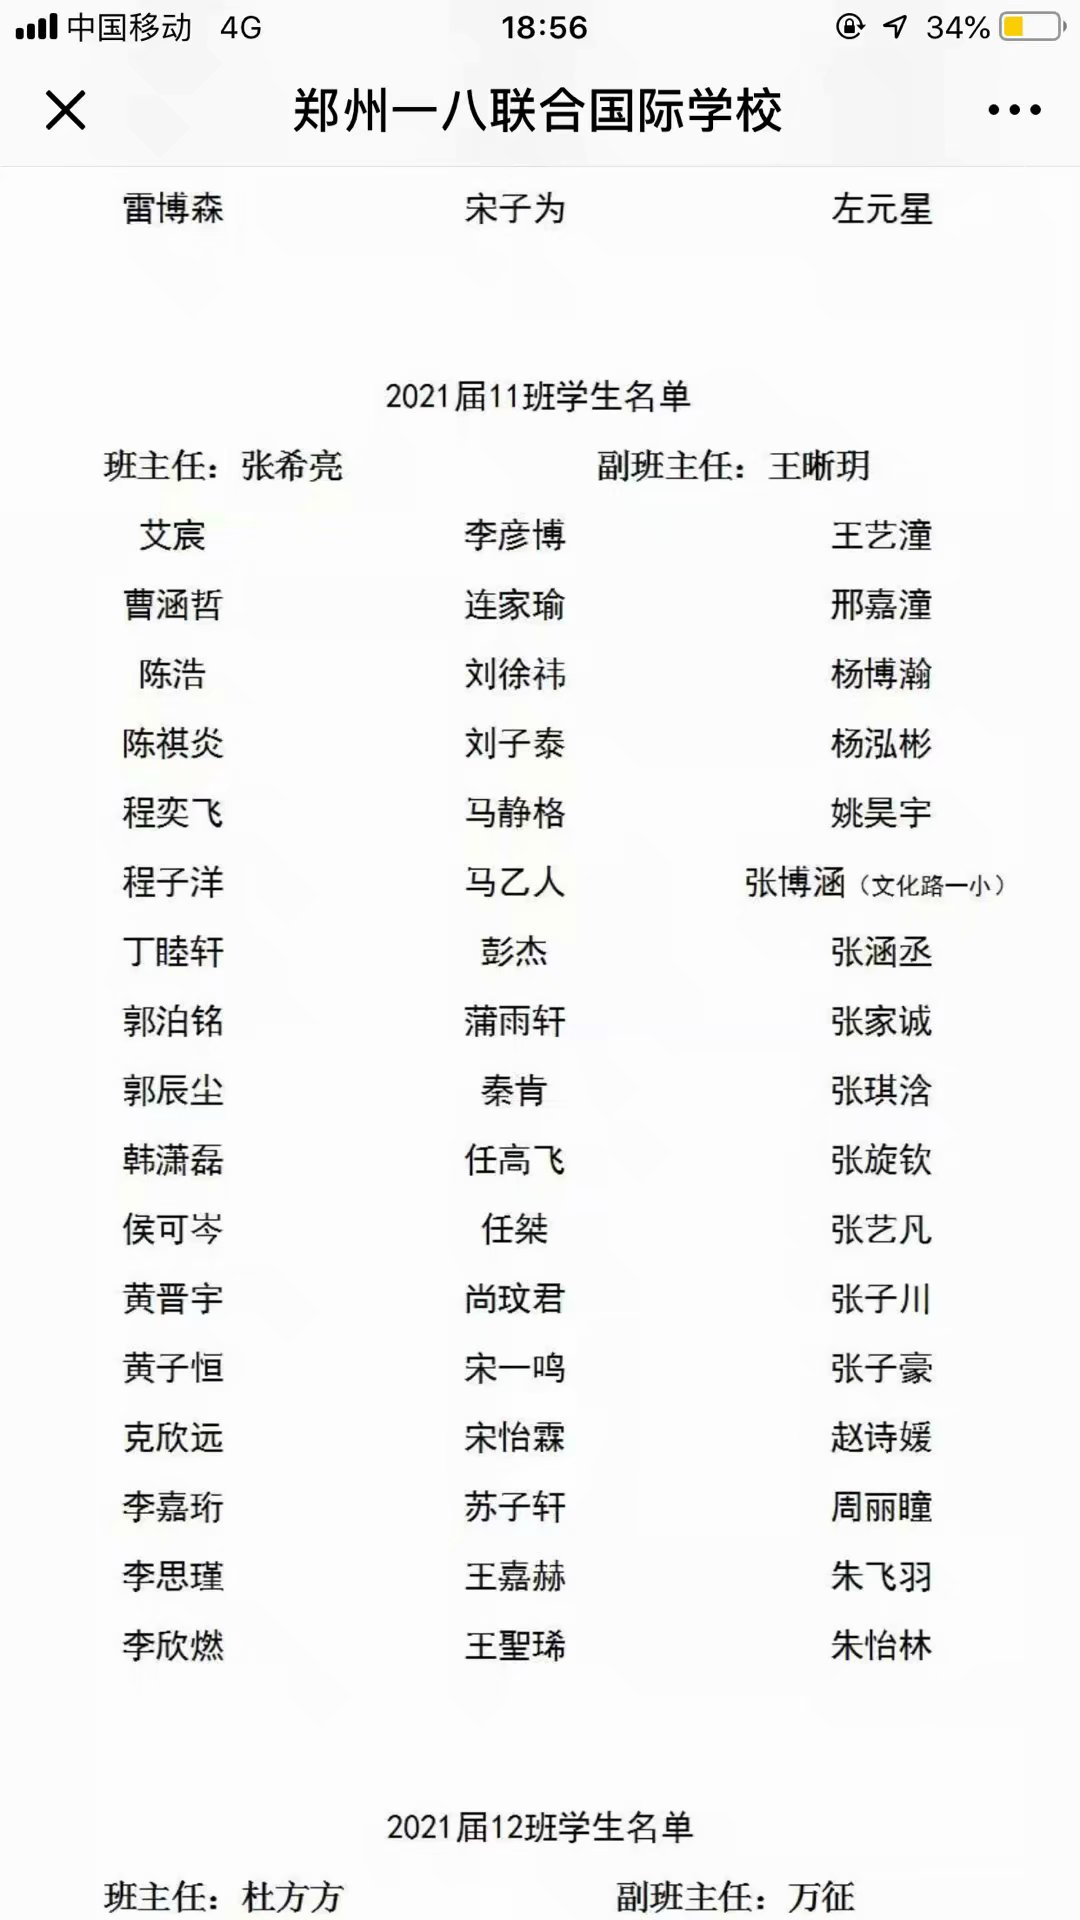 中国移动 4G 18:56 34%
郑州一八联合国际学校
雷博森 宋子为 左元星
2021届11班学生名单
班主任：张希亮 副班主任：王晰玥
艾宸 李彦博 王艺潼
曹涵哲 连家瑜 邢嘉潼
陈浩 刘徐祎 杨博瀚
陈祺炎 刘子泰 杨泓彬
程奕飞 马静格 姚昊宇
程子洋 马乙人 张博涵（文化路一小）
丁睦轩 彭杰 张涵丞
郭泊铭 蒲雨轩 张家诚
郭辰尘 秦肯 张琪浛
韩潇磊 任高飞 张旋钦
侯可岑 任桀 张艺凡
黄晋宇 尚玟君 张子川
黄子恒 宋一鸣 张子豪
克欣远 宋怡霖 赵诗媛
李嘉珩 苏子轩 周丽瞳
李思瑾 王嘉赫 朱飞羽
李欣燃 王聖琋 朱怡林
2021届12班学生名单
班主任：杜方方 副班主任：万征